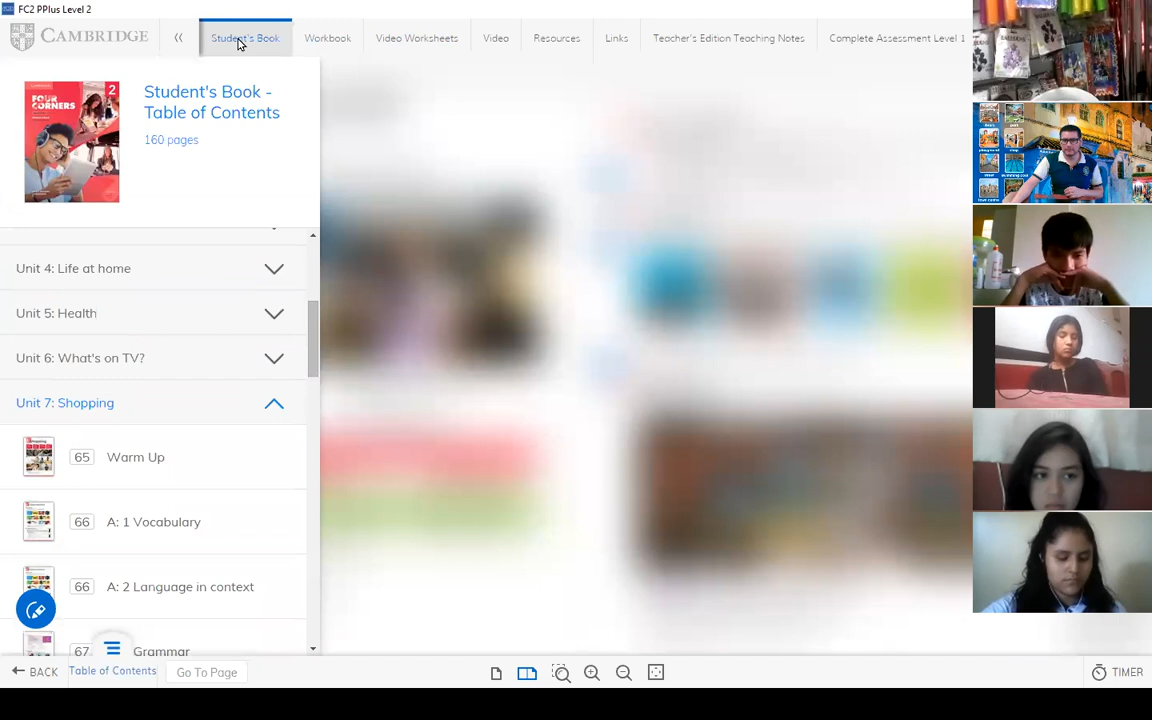 FC2 PPlus Level 2
CAMBRIDGE
Student's Book
Workbook
Video Worksheets
Video
Resources
Links
Teacher's Edition Teaching Notes
Complete Assessment Level 1
Student's Book -
Table of Contents
160 pages
FOUR
CORNERS
2
Unit 4: Life at home
Unit 5: Health
Unit 6: What's on TV?
Unit 7: Shopping
65 Warm Up
66 A: 1 Vocabulary
66 A: 2 Language in context
67 Grammar
BACK
Table of Contents
Go To Page
TIMER